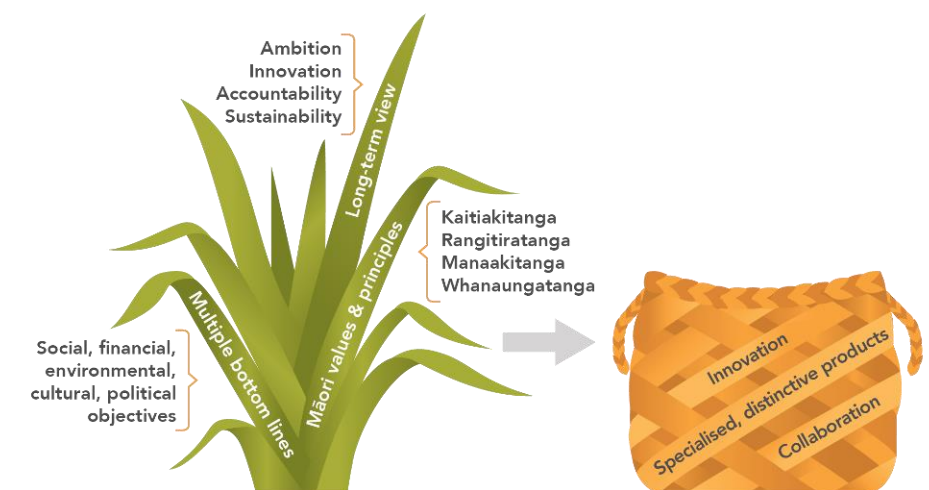 Ambition
Innovation
Accountability
Sustainability
Long-term view
Kaitiakitanga
Rangitiratanga
Manaakitanga
Whanaungatanga
Māori values & principles
Multiple bottom lines
Social, financial,
environmental,
cultural, political
objectives
Innovation
Specialised, distinctive products
Collaboration